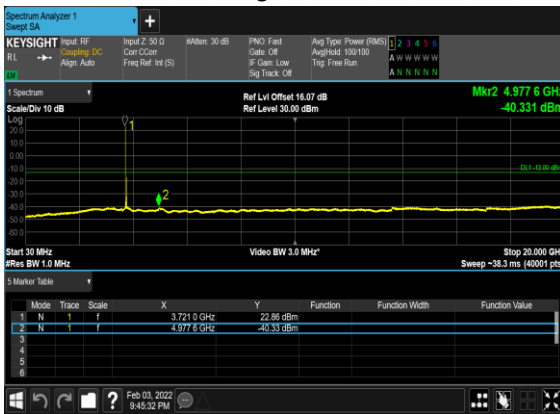 Spectrum Analyzer 1
Swept SA
+
KEYSIGHT Input: RF Input Z: 50 Ω #Atten: 30 dB PNO: Fast Avg Type: Power (RMS) 1 2 3 4 5 6
RL Coupling: DC Corr CCorr Gate: Off Avg|Hold: 100/100 A W W W W W
Align: Auto Freq Ref: Int (S) IF Gain: Low Trig: Free Run
LV Sig Track: Off A N N N N N
1 Spectrum Ref Lvl Offset 16.07 dB Mkr2 4.977 6 GHz
Scale/Div 10 dB Ref Level 30.00 dBm -40.331 dBm
Log
1
20.0
10.0
0.00
-10.0
DL1 -13.00 dBm
-20.0
-30.0
2
-40.0
-50.0
-60.0
Start 30 MHz Video BW 3.0 MHz* Stop 20.000 GHz
#Res BW 1.0 MHz Sweep ~38.3 ms (40001 pts)
5 Marker Table
Mode Trace Scale X Y Function Function Width Function Value
1 N 1 f 3.721 0 GHz 22.86 dBm
2 N 1 f 4.977 6 GHz -40.33 dBm
3
4
5
6
? Feb 03, 2022
9:45:32 PM